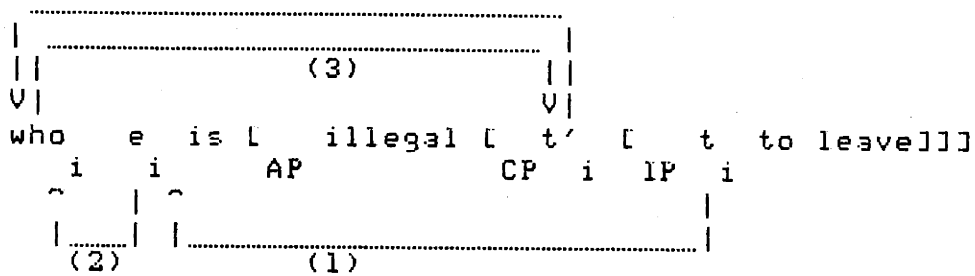 (3)
who e is [ illegal [ t′ [ t to leave]]]
i i AP CP i IP i
(2) (1)